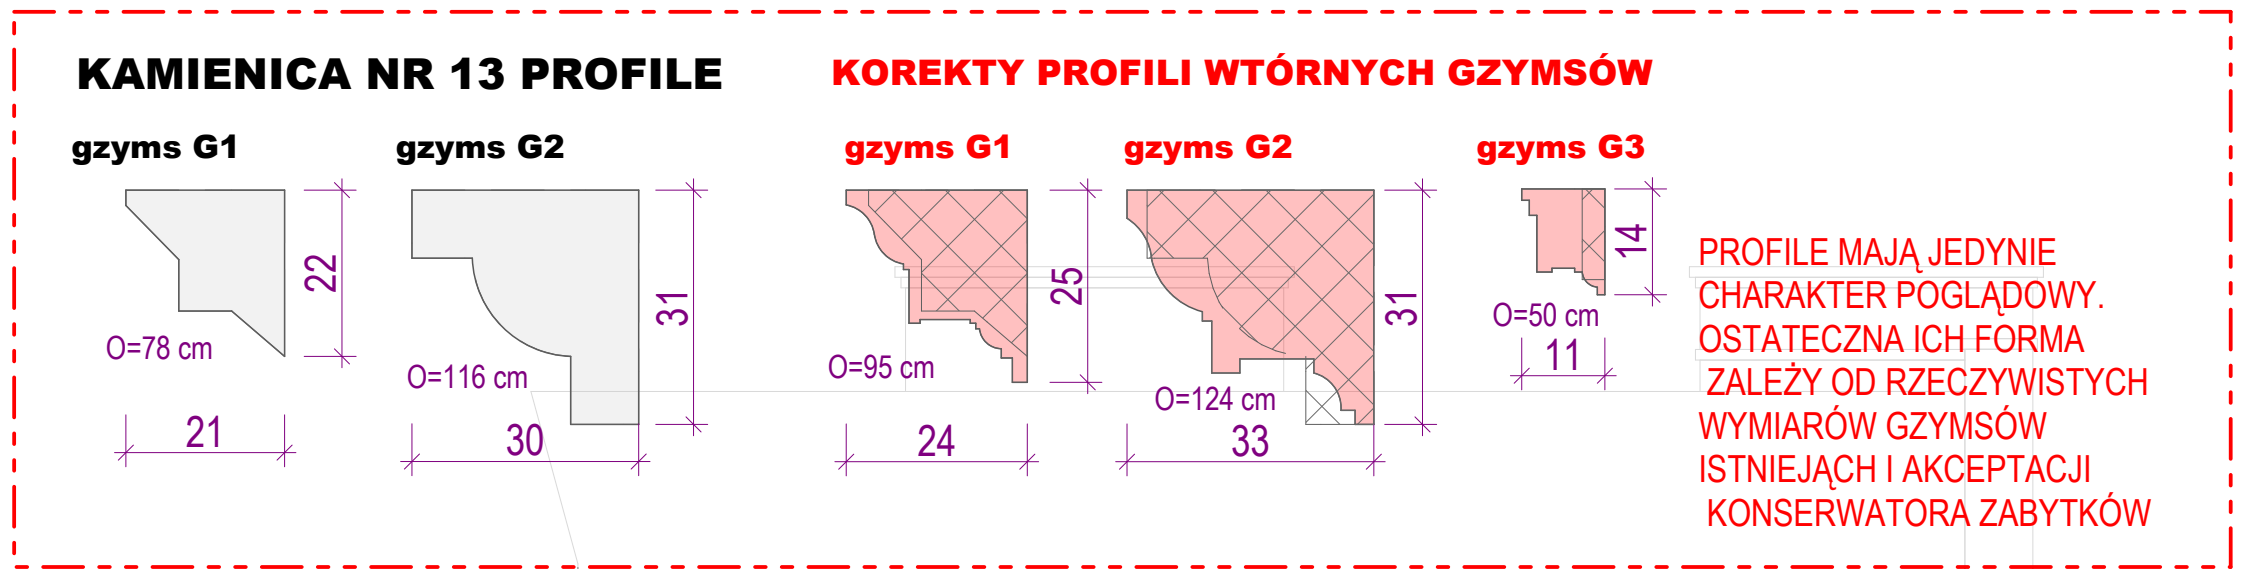 KAMIENICA NR 13 PROFILE
KOREKTY PROFILI WTÓRNYCH GZYMSÓW
gzyms G1
gzyms G2
gzyms G1
gzyms G2
gzyms G3
22
O=78 cm
21
31
O=116 cm
30
25
O=95 cm
24
31
O=124 cm
33
14
O=50 cm
11
PROFILE MAJĄ JEDYNIE
CHARAKTER POGLĄDOWY.
OSTATECZNA ICH FORMA
ZALEŻY OD RZECZYWISTYCH
WYMIARÓW GZYMSÓW
ISTNIEJĄCH I AKCEPTACJI
KONSERWATORA ZABYTKÓW